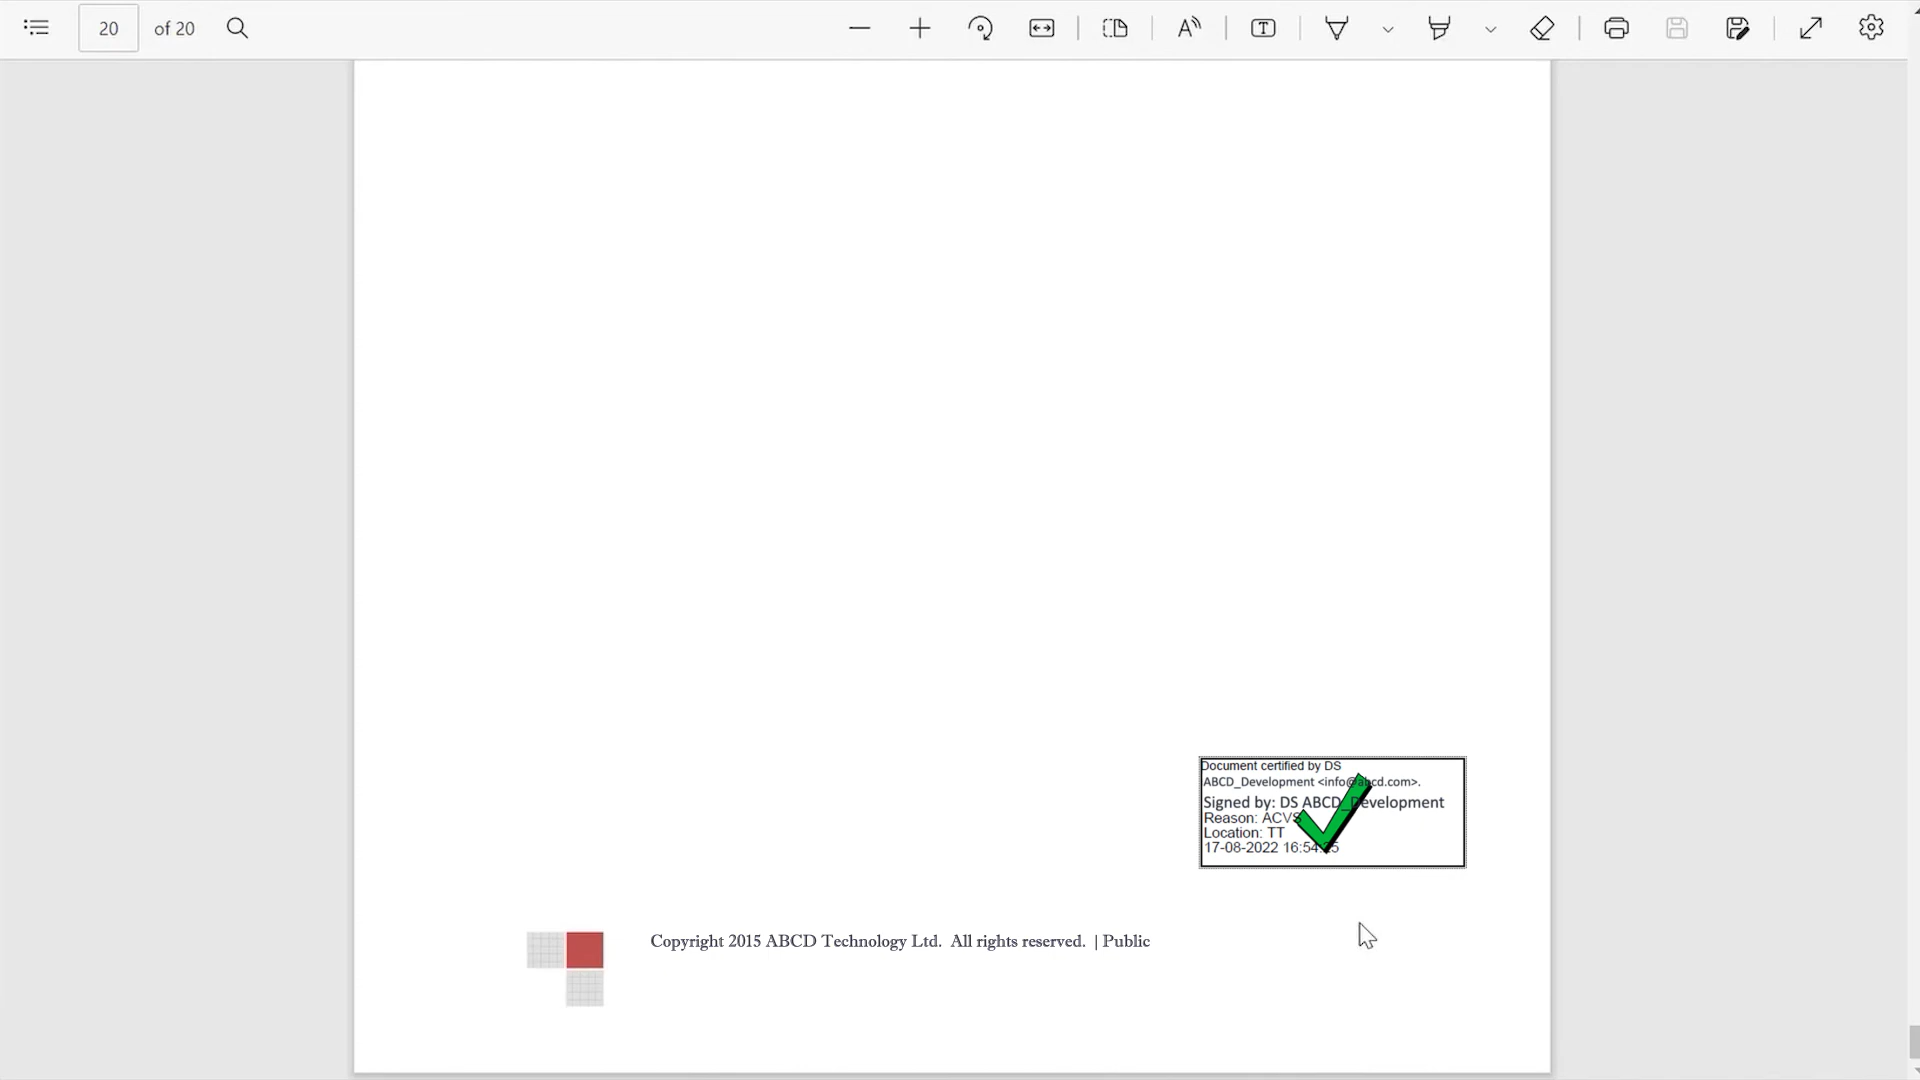 20 of 20
Document certified by DS
ABCD_Development <info@abcd.com>.
Signed by: DS ABCD_Development
Reason: ACVS
Location: TT
17-08-2022 16:54:25
Copyright 2015 ABCD Technology Ltd. All rights reserved. | Public